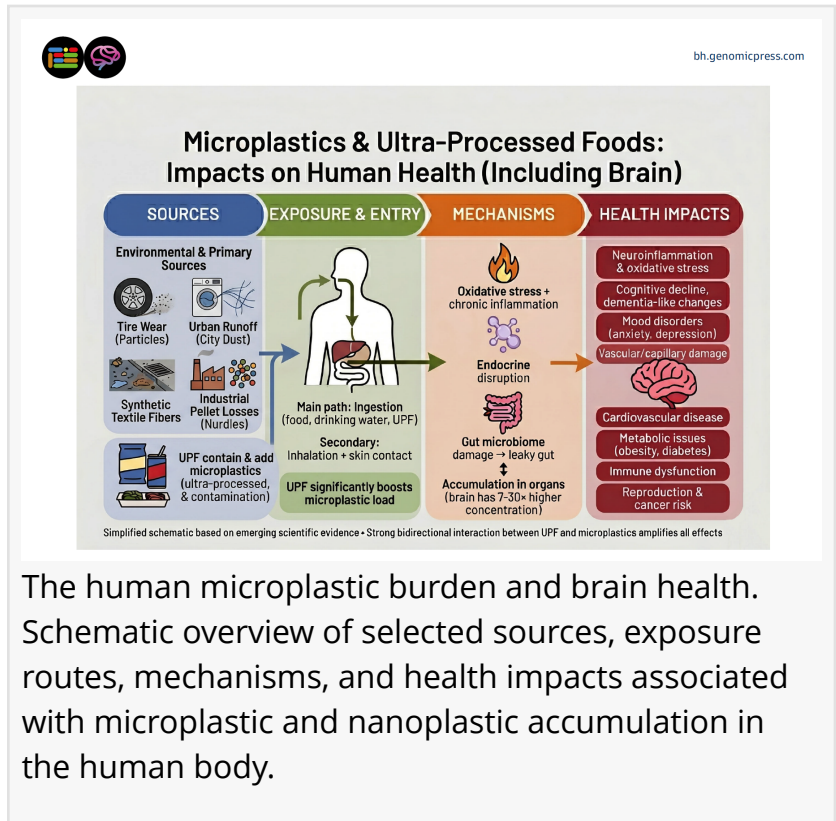 bh.genomicpress.com
Microplastics & Ultra-Processed Foods:
Impacts on Human Health (Including Brain)
SOURCES
Environmental & Primary
Sources
Tire Wear
(Particles)
Urban Runoff
(City Dust)
Synthetic
Textile Fibers
Industrial
Pellet Losses
(Nurdles)
UPF contain & add
microplastics
(ultra-processed,
& contamination)
EXPOSURE & ENTRY
Main path: Ingestion
(food, drinking water, UPF)
Secondary:
Inhalation + skin contact
UPF significantly boosts
microplastic load
MECHANISMS
Oxidative stress +
chronic inflammation
Endocrine
disruption
Gut microbiome
damage → leaky gut
Accumulation in organs
(brain has 7-30× higher
concentration)
HEALTH IMPACTS
Neuroinflammation
& oxidative stress
Cognitive decline,
dementia-like changes
Mood disorders
(anxiety, depression)
Vascular/capillary damage
Cardiovascular disease
Metabolic issues
(obesity, diabetes)
Immune dysfunction
Reproduction &
cancer risk
Simplified schematic based on emerging scientific evidence • Strong bidirectional interaction between UPF and microplastics amplifies all effects
The human microplastic burden and brain health.
Schematic overview of selected sources, exposure
routes, mechanisms, and health impacts associated
with microplastic and nanoplastic accumulation in
the human body.